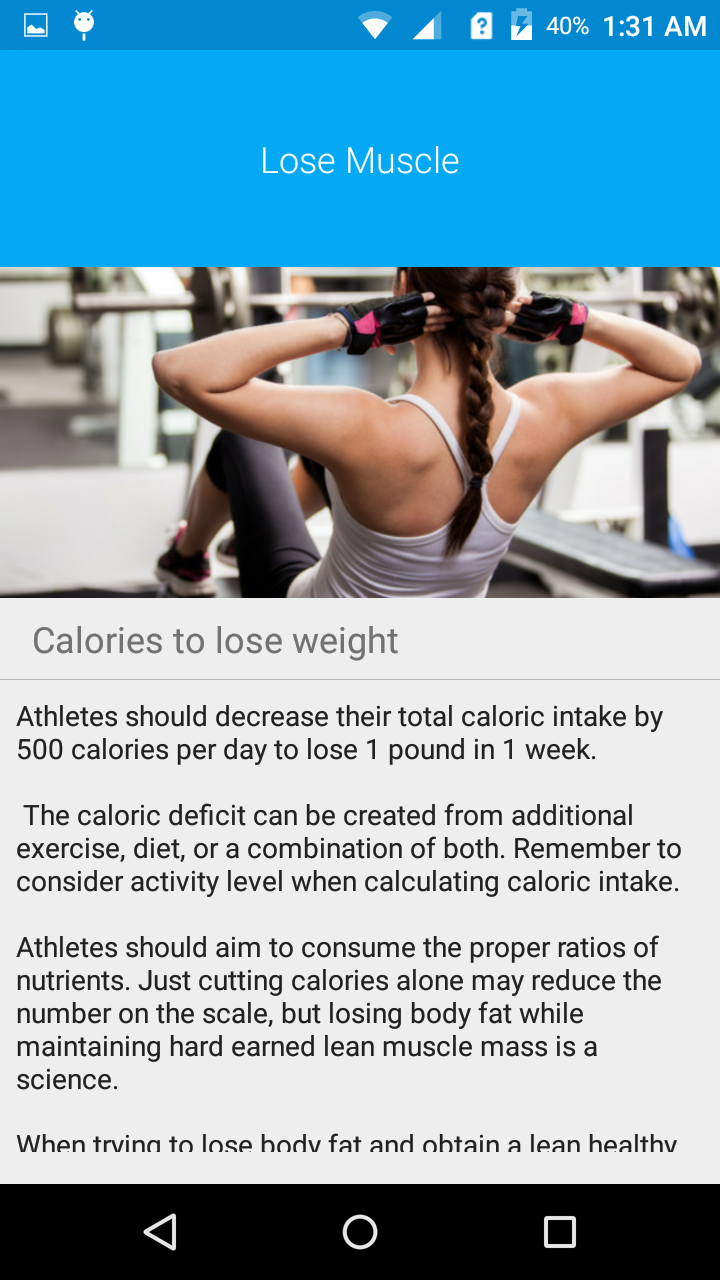 40% 1:31 AM
Lose Muscle
Calories to lose weight
Athletes should decrease their total caloric intake by
500 calories per day to lose 1 pound in 1 week.
The caloric deficit can be created from additional
exercise, diet, or a combination of both. Remember to
consider activity level when calculating caloric intake.
Athletes should aim to consume the proper ratios of
nutrients. Just cutting calories alone may reduce the
number on the scale, but losing body fat while
maintaining hard earned lean muscle mass is a
science.
When trying to lose body fat and obtain a lean healthy